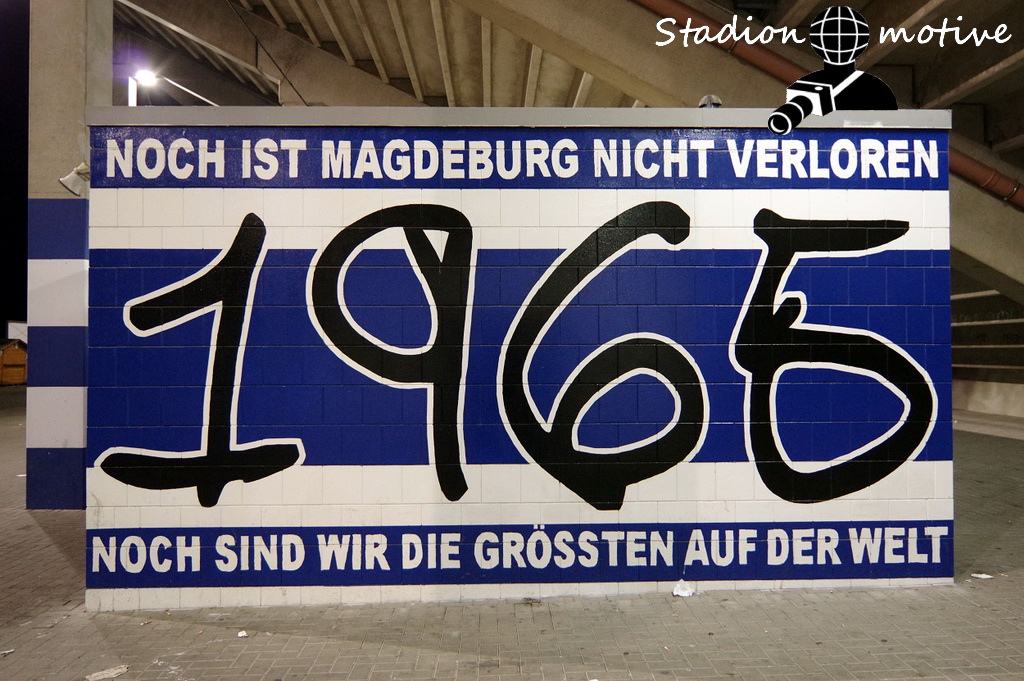 Stadion motive
NOCH IST MAGDEBURG NICHT VERLOREN
1965
NOCH SIND WIR DIE GRÖSSTEN AUF DER WELT